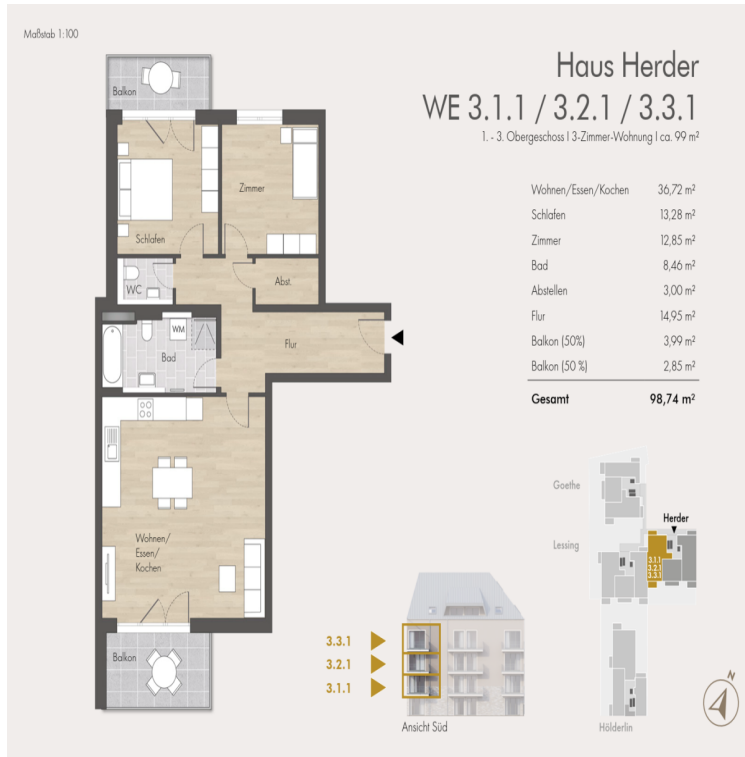 Maßstab 1:100
Haus Herder
WE 3.1.1 / 3.2.1 / 3.3.1
1. - 3. Obergeschoss I 3-Zimmer-Wohnung I ca. 99 m²
Wohnen/Essen/Kochen 36,72 m²
Schlafen 13,28 m²
Zimmer 12,85 m²
Bad 8,46 m²
Abstellen 3,00 m²
Flur 14,95 m²
Balkon (50%) 3,99 m²
Balkon (50 %) 2,85 m²
Gesamt 98,74 m²
Balkon
Zimmer
Schlafen
WC
Abst.
WM
Bad
Flur
Wohnen/
Essen/
Kochen
Balkon
3.3.1
3.2.1
3.1.1
Ansicht Süd
Goethe
Herder
Lessing
3.1.1
3.2.1
3.3.1
Hölderlin
N